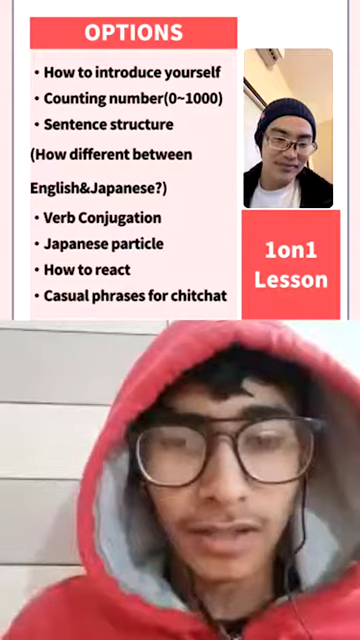 OPTIONS
・How to introduce yourself
・Counting number(0~1000)
・Sentence structure
(How different between
English&Japanese?)
・Verb Conjugation
・Japanese particle
・How to react
・Casual phrases for chitchat
1on1
Lesson